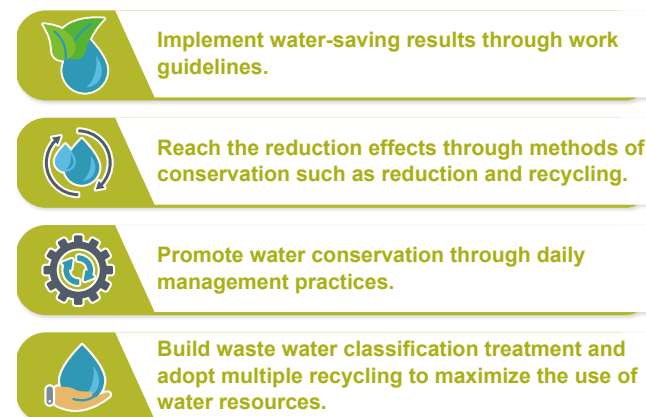 Implement water-saving results through work
guidelines.
Reach the reduction effects through methods of
conservation such as reduction and recycling.
Promote water conservation through daily
management practices.
Build waste water classification treatment and
adopt multiple recycling to maximize the use of
water resources.